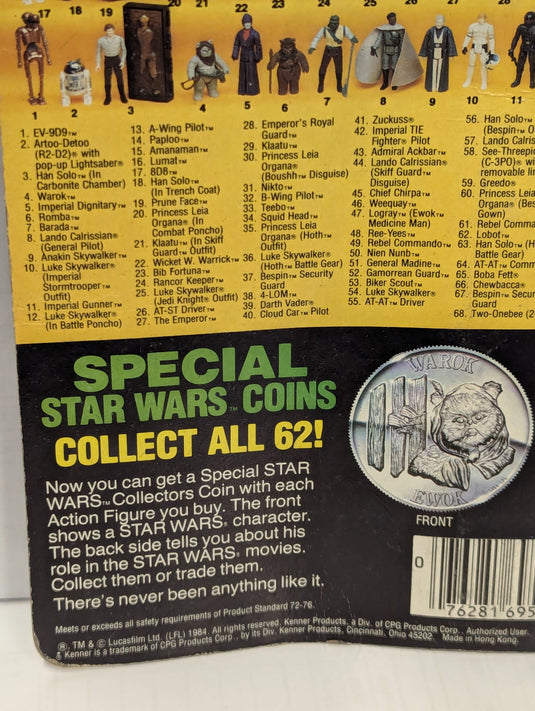 17 18 19 20 21 22 23 24 25 26 27 28
1 2 3 4 5 6 7 8 9 10 11
1. EV-9D9™
2. Artoo-Detoo
(R2-D2)® with
pop-up Lightsaber®
3. Han Solo™ (In
Carbonite Chamber)
4. Warok™
5. Imperial Dignitary™
6. Romba™
7. Barada™
8. Lando Calrissian®
(General Pilot)
9. Anakin Skywalker™
10. Luke Skywalker®
(Imperial
Stormtrooper™
Outfit)
11. Imperial Gunner™
12. Luke Skywalker®
(In Battle Poncho)
13. A-Wing Pilot™
14. Paploo™
15. Amanaman™
16. Lumat™
17. 8D8™
18. Han Solo™
(In Trench Coat)
19. Prune Face™
20. Princess Leia
Organa® (In
Combat Poncho)
21. Klaatu™ (In Skiff
Guard™ Outfit)
22. Wicket W. Warrick™
23. Bib Fortuna™
24. Rancor Keeper™
25. Luke Skywalker®
(Jedi Knight® Outfit)
26. AT-ST Driver™
27. The Emperor™
28. Emperor's Royal
Guard™
29. Klaatu™
30. Princess Leia
Organa®
(Boushh™ Disguise)
31. Nikto™
32. B-Wing Pilot™
33. Teebo™
34. Squid Head™
35. Princess Leia
Organa® (Hoth™
Outfit)
36. Luke Skywalker®
(Hoth™ Battle Gear)
37. Bespin™ Security
Guard
38. 4-LOM™
39. Darth Vader®
40. Cloud Car™ Pilot
41. Zuckuss®
42. Imperial TIE
Fighter® Pilot
43. Admiral Ackbar™
44. Lando Calrissian®
(Skiff Guard™
Disguise)
45. Chief Chirpa™
46. Weequay™
47. Logray™ (Ewok™
Medicine Man)
48. Ree-Yees™
49. Rebel Commando™
50. Nien Nunb™
51. General Madine™
52. Gamorrean Guard™
53. Biker Scout™
54. Luke Skywalker®
55. AT-AT™ Driver
56. Han Solo™
(Bespin™ O
57. Lando Calri
58. See-Threepi
(C-3PO)® wi
removable li
59. Greedo®
60. Princess Leia
Organa® (Bes
Gown)
61. Rebel Comma
62. Lobot™
63. Han Solo™ (H
Battle Gear)
64. AT-AT™ Comm
65. Boba Fett®
66. Chewbacca®
67. Bespin™ Secur
Guard
68. Two-Onebee (2-
SPECIAL
STAR WARS™ COINS
COLLECT ALL 62!
Now you can get a Special STAR
WARS™ Collectors Coin with each
Action Figure you buy. The front
shows a STAR WARS® character.
The back side tells you about his
role in the STAR WARS® movies.
Collect them or trade them.
There's never been anything like it.
WAROK
EWOK
FRONT
0
76281 695
Meets or exceeds all safety requirements of Product Standard 72-76.
®, TM & © Lucasfilm Ltd. (LFL) 1984. All rights reserved. Kenner Products, a Div. of CPG Products Corp., Authorized User.
® Kenner is a trademark of CPG Products Corp., by its Div. Kenner Products, Cincinnati, Ohio 45202. Made in Hong Kong.